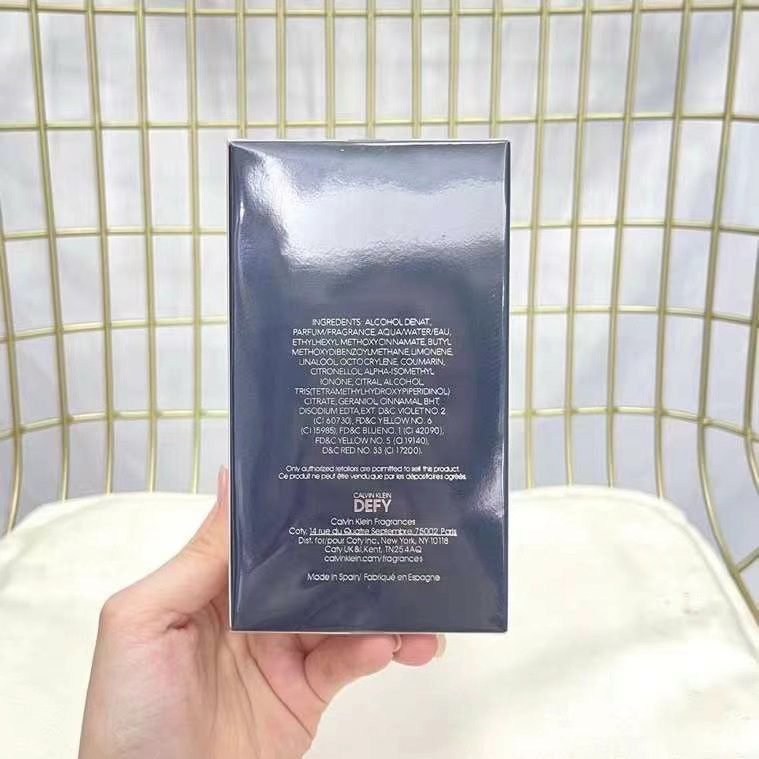 INGREDIENTS: ALCOHOL DENAT.,
PARFUM/FRAGRANCE, AQUA/WATER/EAU,
ETHYLHEXYL METHOXYCINNAMATE, BUTYL
METHOXYDIBENZOYLMETHANE, LIMONENE,
LINALOOL, OCTOCRYLENE, COUMARIN,
CITRONELLOL, ALPHA-ISOMETHYL
IONONE, CITRAL, ALCOHOL,
TRIS(TETRAMETHYLHYDROXYPIPERIDINOL)
CITRATE, GERANIOL, CINNAMAL, BHT,
DISODIUM EDTA, EXT. D&C VIOLET NO. 2
(CI 60730), FD&C YELLOW NO. 6
(CI 15985), FD&C BLUE NO. 1 (CI 42090),
FD&C YELLOW NO. 5 (CI 19140),
D&C RED NO. 33 (CI 17200).
Only authorized retailors are permitted to sell this product.
Ce produit ne peut être vendu que par les dépositaires agréés.
CALVIN KLEIN
DEFY
Calvin Klein Fragrances
Coty, 14 rue du Quatre Septembre, 75002, Paris
Dist. for/pour Coty Inc., New York, NY 10118
Coty UK&I, Kent, TN25 4AQ
calvinklein.com/fragrances
Made in Spain/ Fabriqué en Espagne